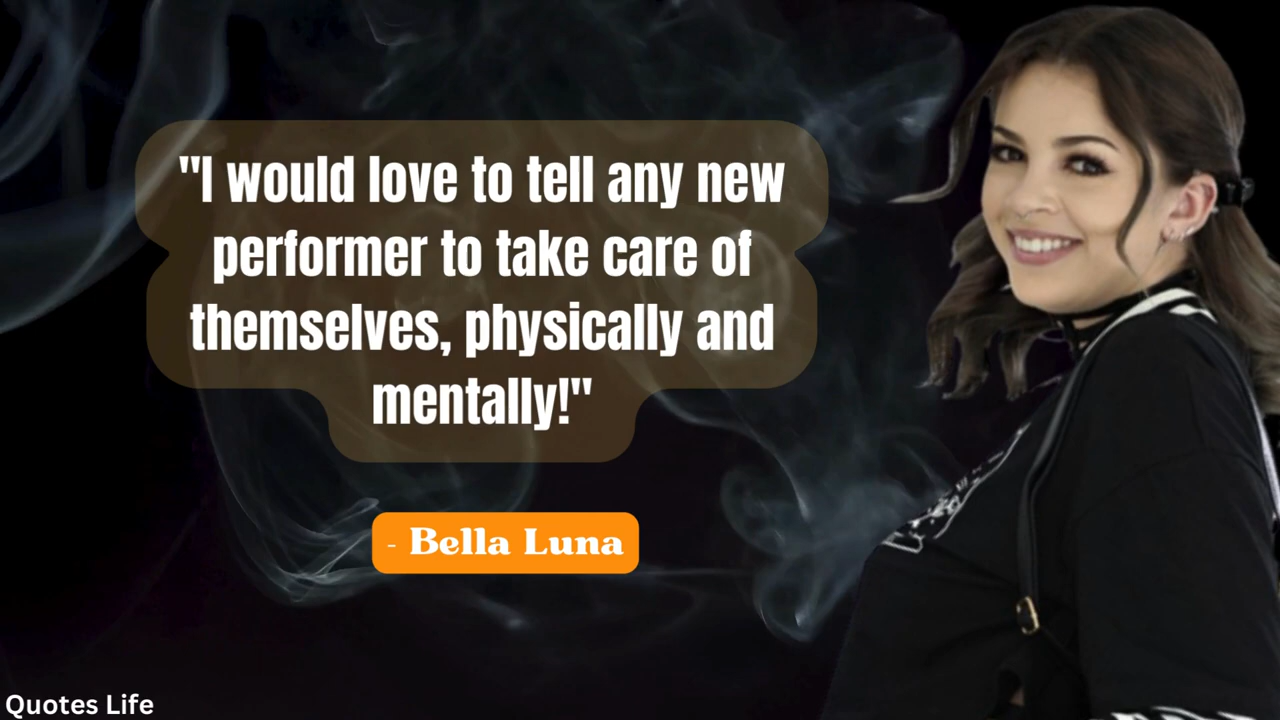 "I would love to tell any new
performer to take care of
themselves, physically and
mentally!"
- Bella Luna
Quotes Life